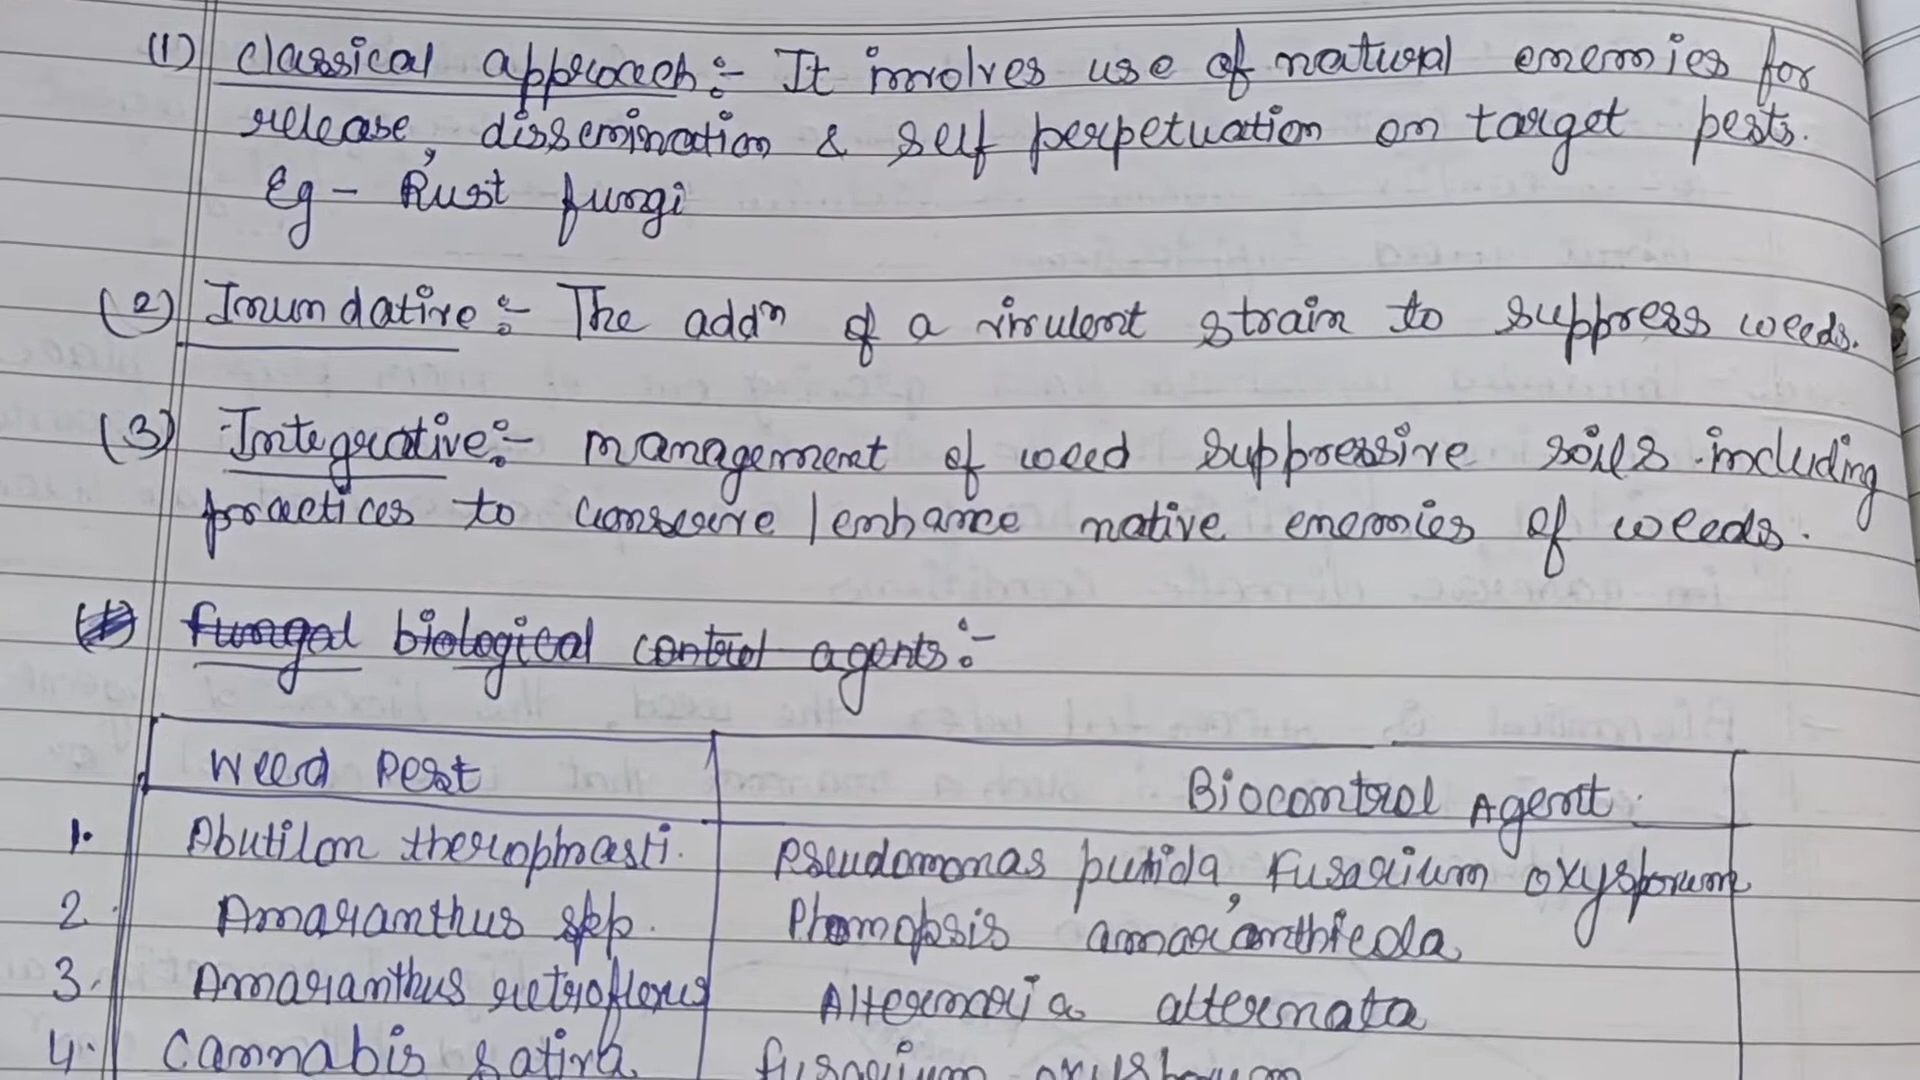 (1) Classical approach :- It involves use of natural enemies for
release, dissemination & self perpetuation on target pests.
Eg - Rust fungi
(2) Inundative :- The addn of a virulent strain to suppress weeds.
(3) Integrative :- management of weed suppressive soils including
practices to conserve / enhance native enemies of weeds.
fungal biological control agents :-
Weed Pest Biocontrol Agent
1. Abutilon therophrasti. Pseudomonas putida, Fusarium oxysporum
2. Amaranthus spp. Phomopsis amaranthicola
3. Amaranthus retroflexus Alternaria alternata
4. Cannabis sativa fusarium oxysporum